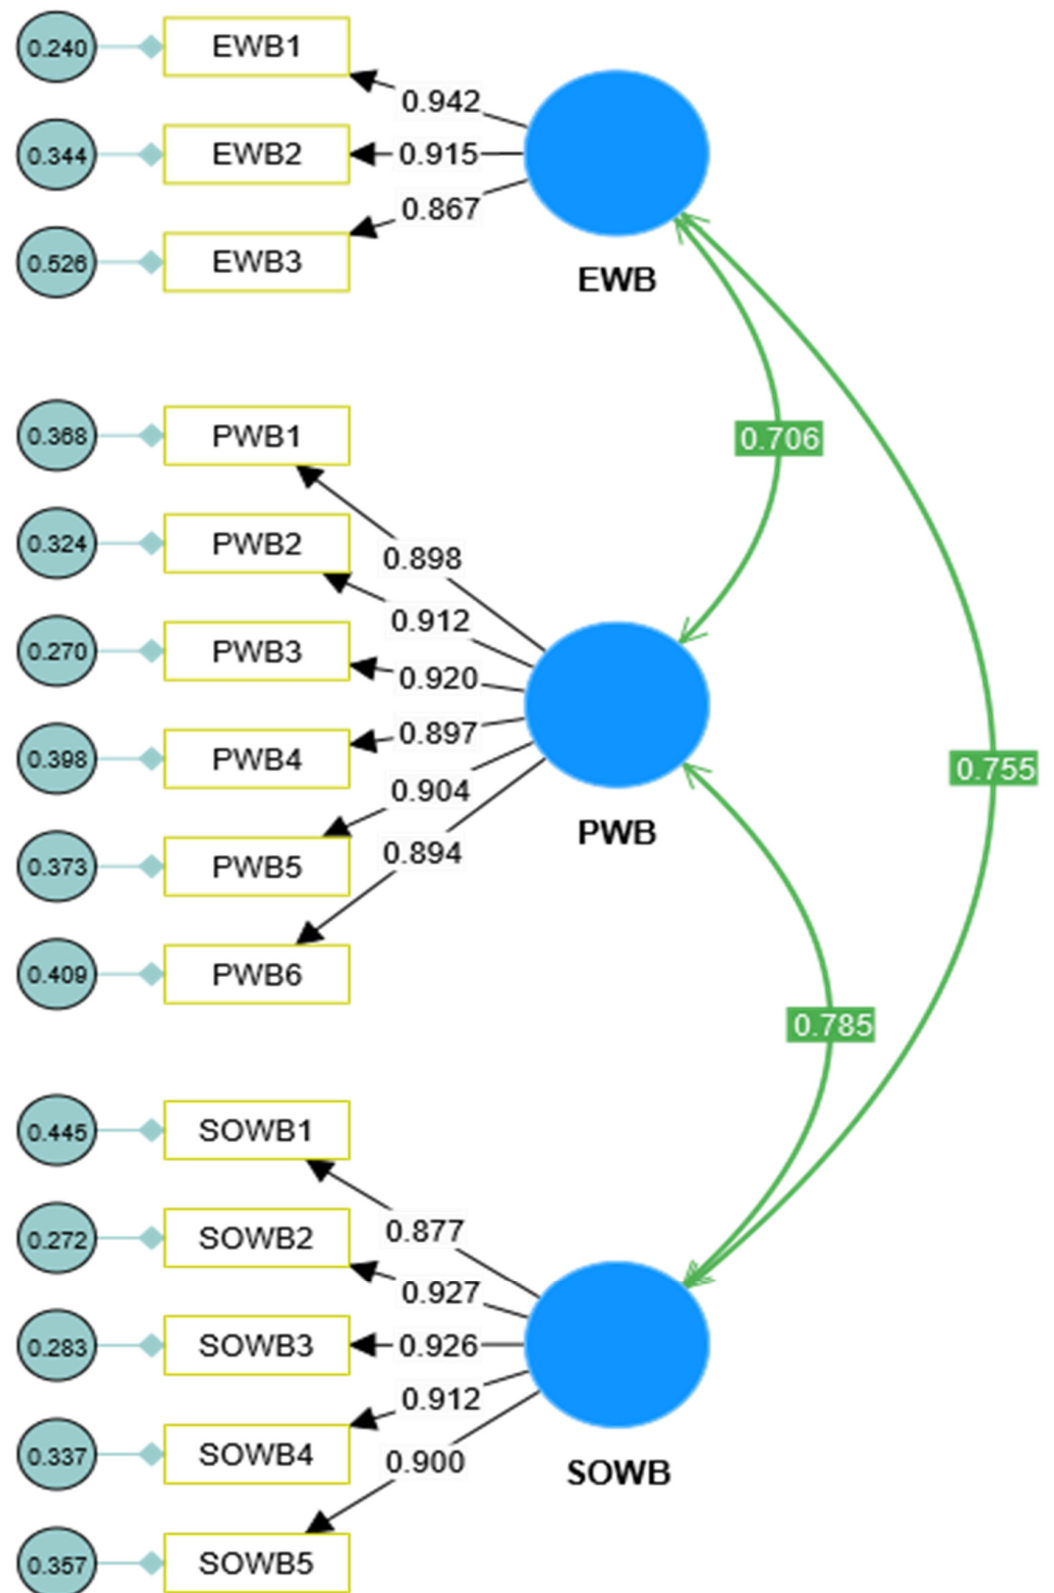 0.240 EWB1
0.942
0.344 EWB2 0.915
0.867
0.526 EWB3
EWB
0.706
0.368 PWB1
0.898
0.324 PWB2
0.912
0.270 PWB3
0.920
0.897
0.398 PWB4
0.904
0.373 PWB5
0.894
0.409 PWB6
PWB
0.755
0.785
0.445 SOWB1
0.877
0.272 SOWB2
0.927
0.283 SOWB3 0.926
0.912
0.337 SOWB4
0.900
0.357 SOWB5
SOWB